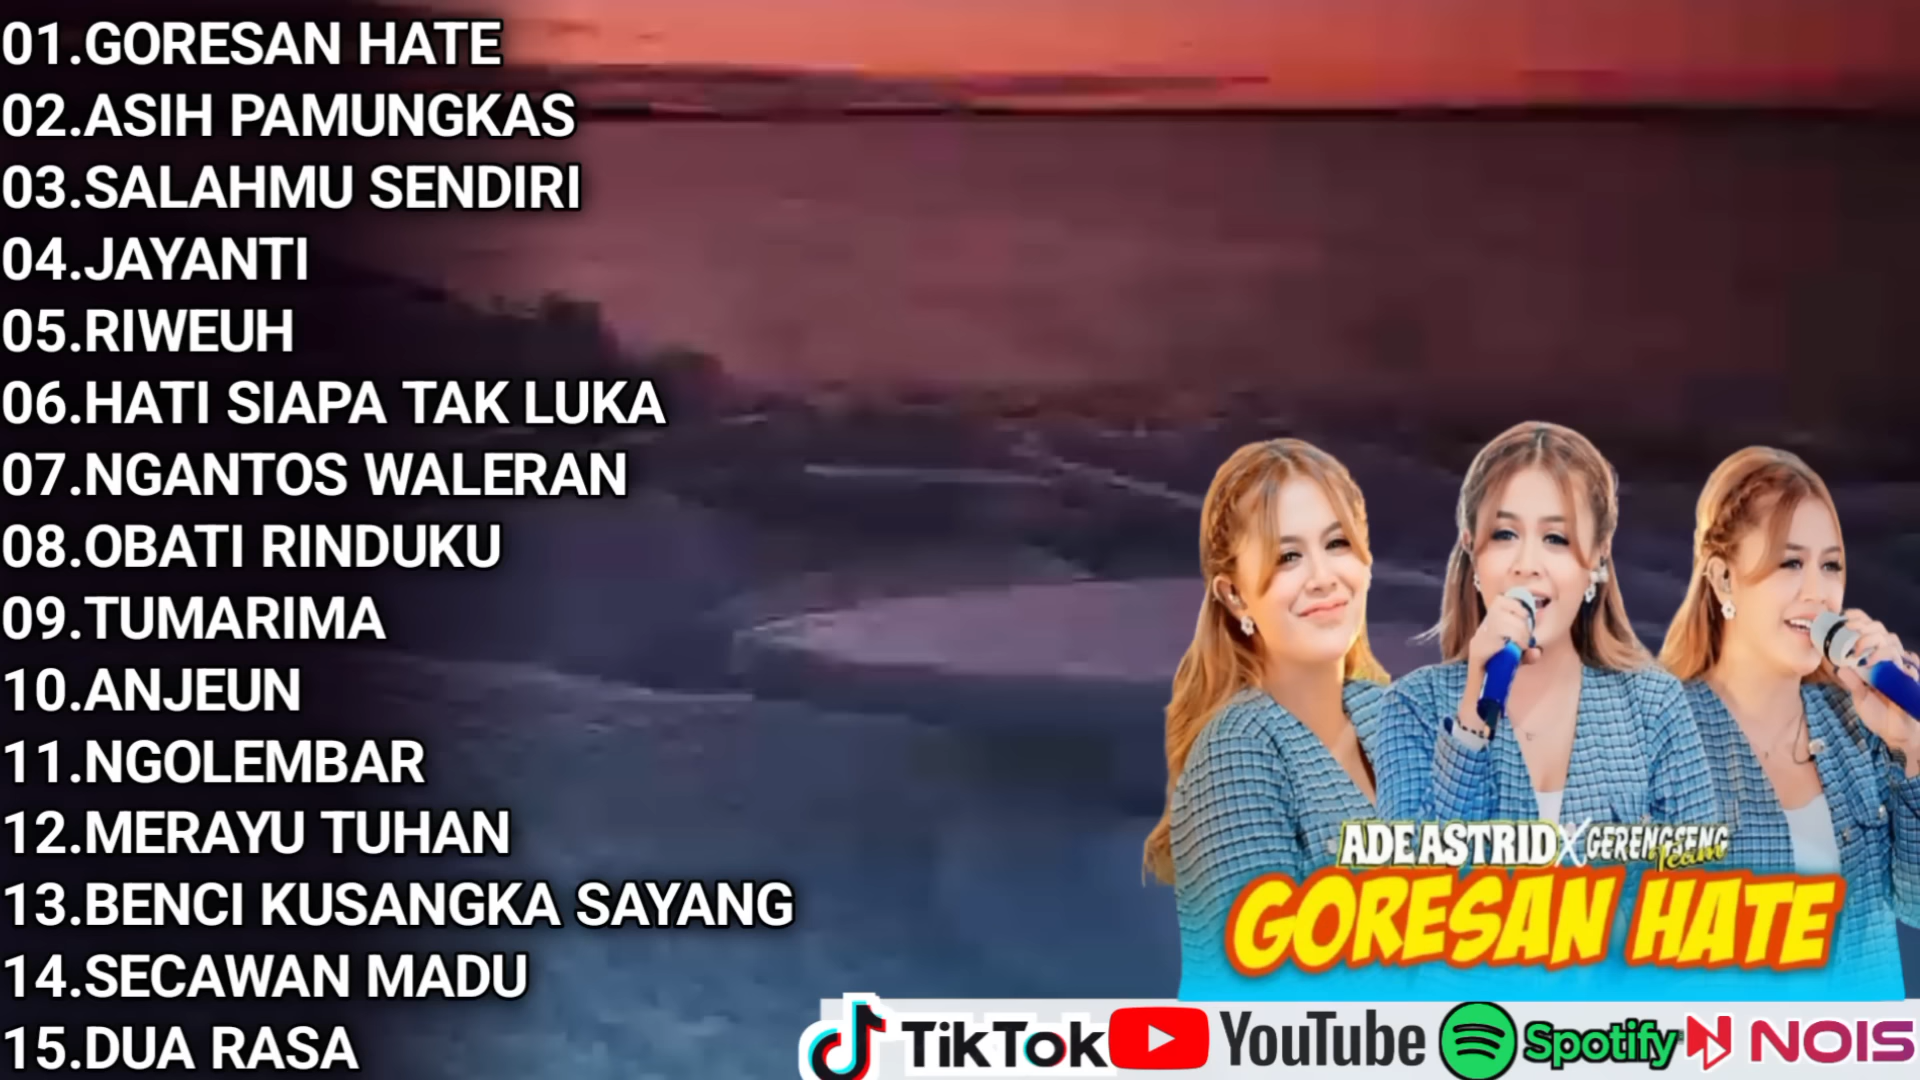 01.GORESAN HATE
02.ASIH PAMUNGKAS
03.SALAHMU SENDIRI
04.JAYANTI
05.RIWEUH
06.HATI SIAPA TAK LUKA
07.NGANTOS WALERAN
08.OBATI RINDUKU
09.TUMARIMA
10.ANJEUN
11.NGOLEMBAR
12.MERAYU TUHAN
13.BENCI KUSANGKA SAYANG
14.SECAWAN MADU
15.DUA RASA
ADE ASTRID X GERENGSENG Team
GORESAN HATE
TikTok YouTube Spotify NOIS